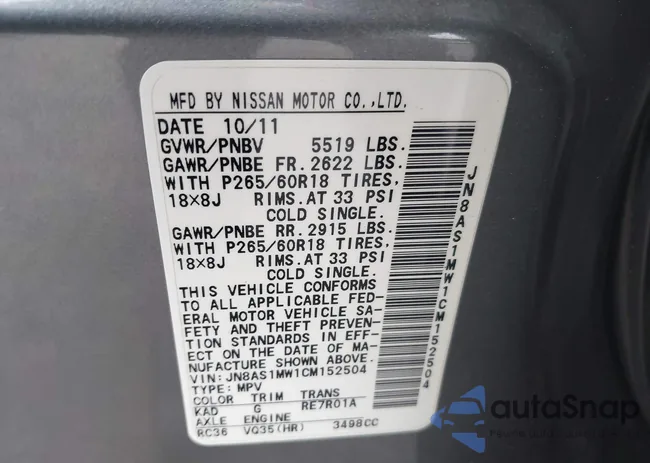 MFD BY NISSAN MOTOR CO.,LTD.
DATE 10/11
GVWR/PNBV 5519 LBS.
GAWR/PNBE FR. 2622 LBS.
WITH P265/60R18 TIRES,
18×8J RIMS.AT 33 PSI
COLD SINGLE.
GAWR/PNBE RR. 2915 LBS.
WITH P265/60R18 TIRES,
18×8J RIMS.AT 33 PSI
COLD SINGLE.
THIS VEHICLE CONFORMS
TO ALL APPLICABLE FED-
ERAL MOTOR VEHICLE SA-
FETY AND THEFT PREVEN-
TION STANDARDS IN EFF-
ECT ON THE DATE OF MA-
NUFACTURE SHOWN ABOVE.
VIN: JN8AS1MW1CM152504
TYPE: MPV
COLOR TRIM TRANS
KAD G RE7R01A
AXLE ENGINE
RC36 VQ35(HR) 3498CC
JN8AS1MW1CM152504
autoSnap